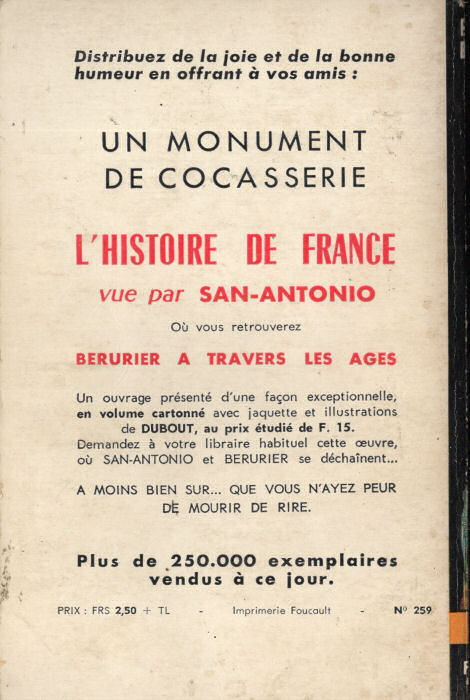 Distribuez de la joie et de la bonne
humeur en offrant à vos amis :
UN MONUMENT
DE COCASSERIE
L'HISTOIRE DE FRANCE
vue par SAN-ANTONIO
Où vous retrouverez
BERURIER A TRAVERS LES AGES
Un ouvrage présenté d'une façon exceptionnelle,
en volume cartonné avec jaquette et illustrations
de DUBOUT, au prix étudié de F. 15.
Demandez à votre libraire habituel cette œuvre,
où SAN-ANTONIO et BERURIER se déchaînent...
A MOINS BIEN SUR... QUE VOUS N'AYEZ PEUR
DE MOURIR DE RIRE.
Plus de 250.000 exemplaires
vendus à ce jour.
PRIX : FRS 2,50 + TL - Imprimerie Foucault - Nº 259